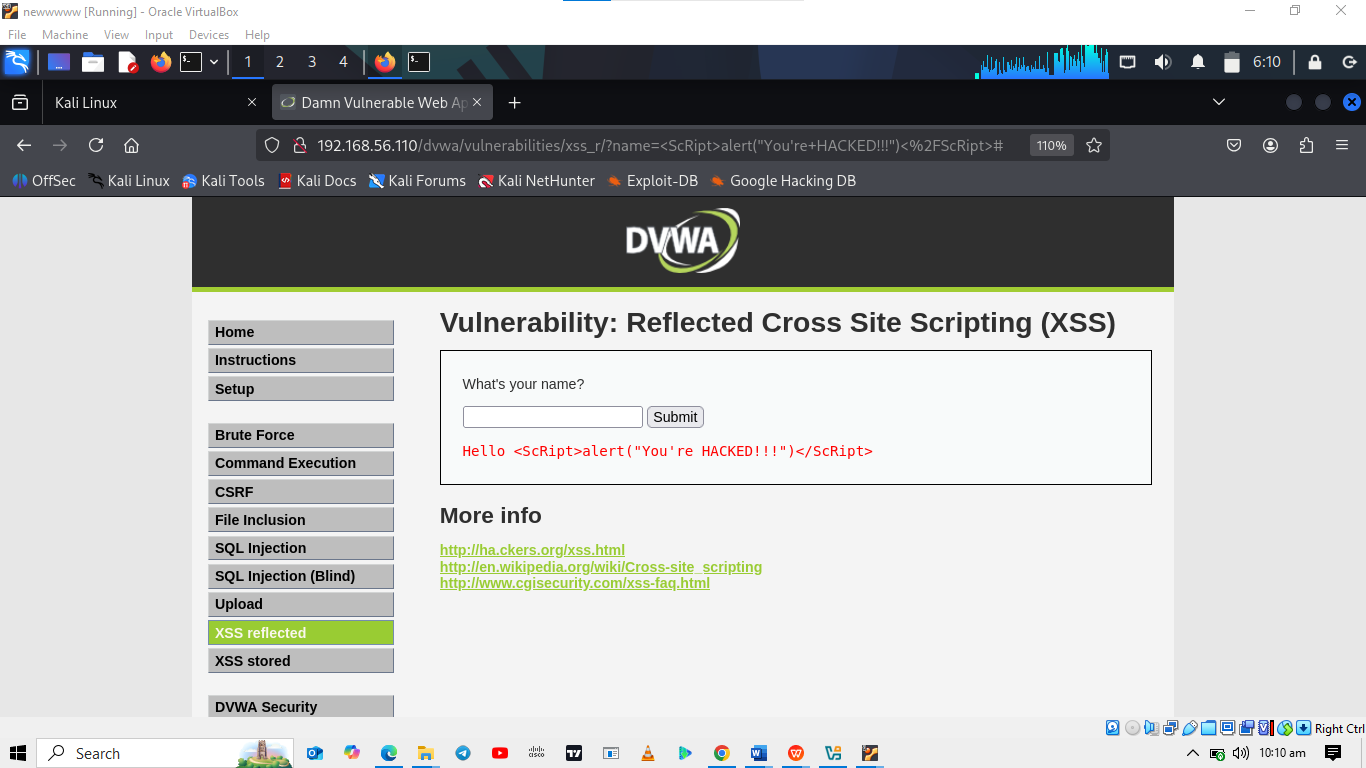 newwwww [Running] - Oracle VirtualBox
File Machine View Input Devices Help
1 2 3 4 6:10
Kali Linux Damn Vulnerable Web Ap
192.168.56.110/dvwa/vulnerabilities/xss_r/?name=<ScRipt>alert("You're+HACKED!!!")<%2FScRipt># 110%
OffSec Kali Linux Kali Tools Kali Docs Kali Forums Kali NetHunter Exploit-DB Google Hacking DB
DVWA
Home
Instructions
Setup
Brute Force
Command Execution
CSRF
File Inclusion
SQL Injection
SQL Injection (Blind)
Upload
XSS reflected
XSS stored
DVWA Security
Vulnerability: Reflected Cross Site Scripting (XSS)
What's your name?
Submit
Hello <ScRipt>alert("You're HACKED!!!")</ScRipt>
More info
http://ha.ckers.org/xss.html
http://en.wikipedia.org/wiki/Cross-site_scripting
http://www.cgisecurity.com/xss-faq.html
Right Ctrl
Search
10:10 am